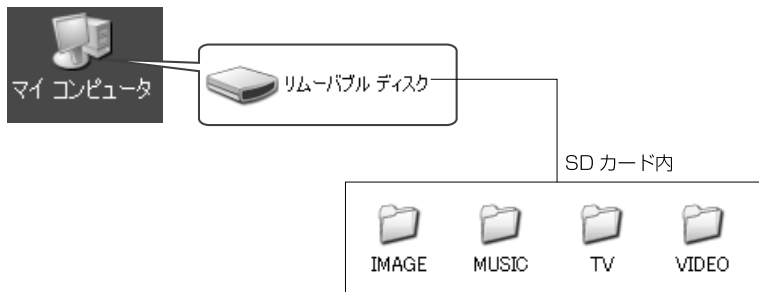 マイ コンピュータ
リムーバブル ディスク
SD カード内
IMAGE
MUSIC
TV
VIDEO